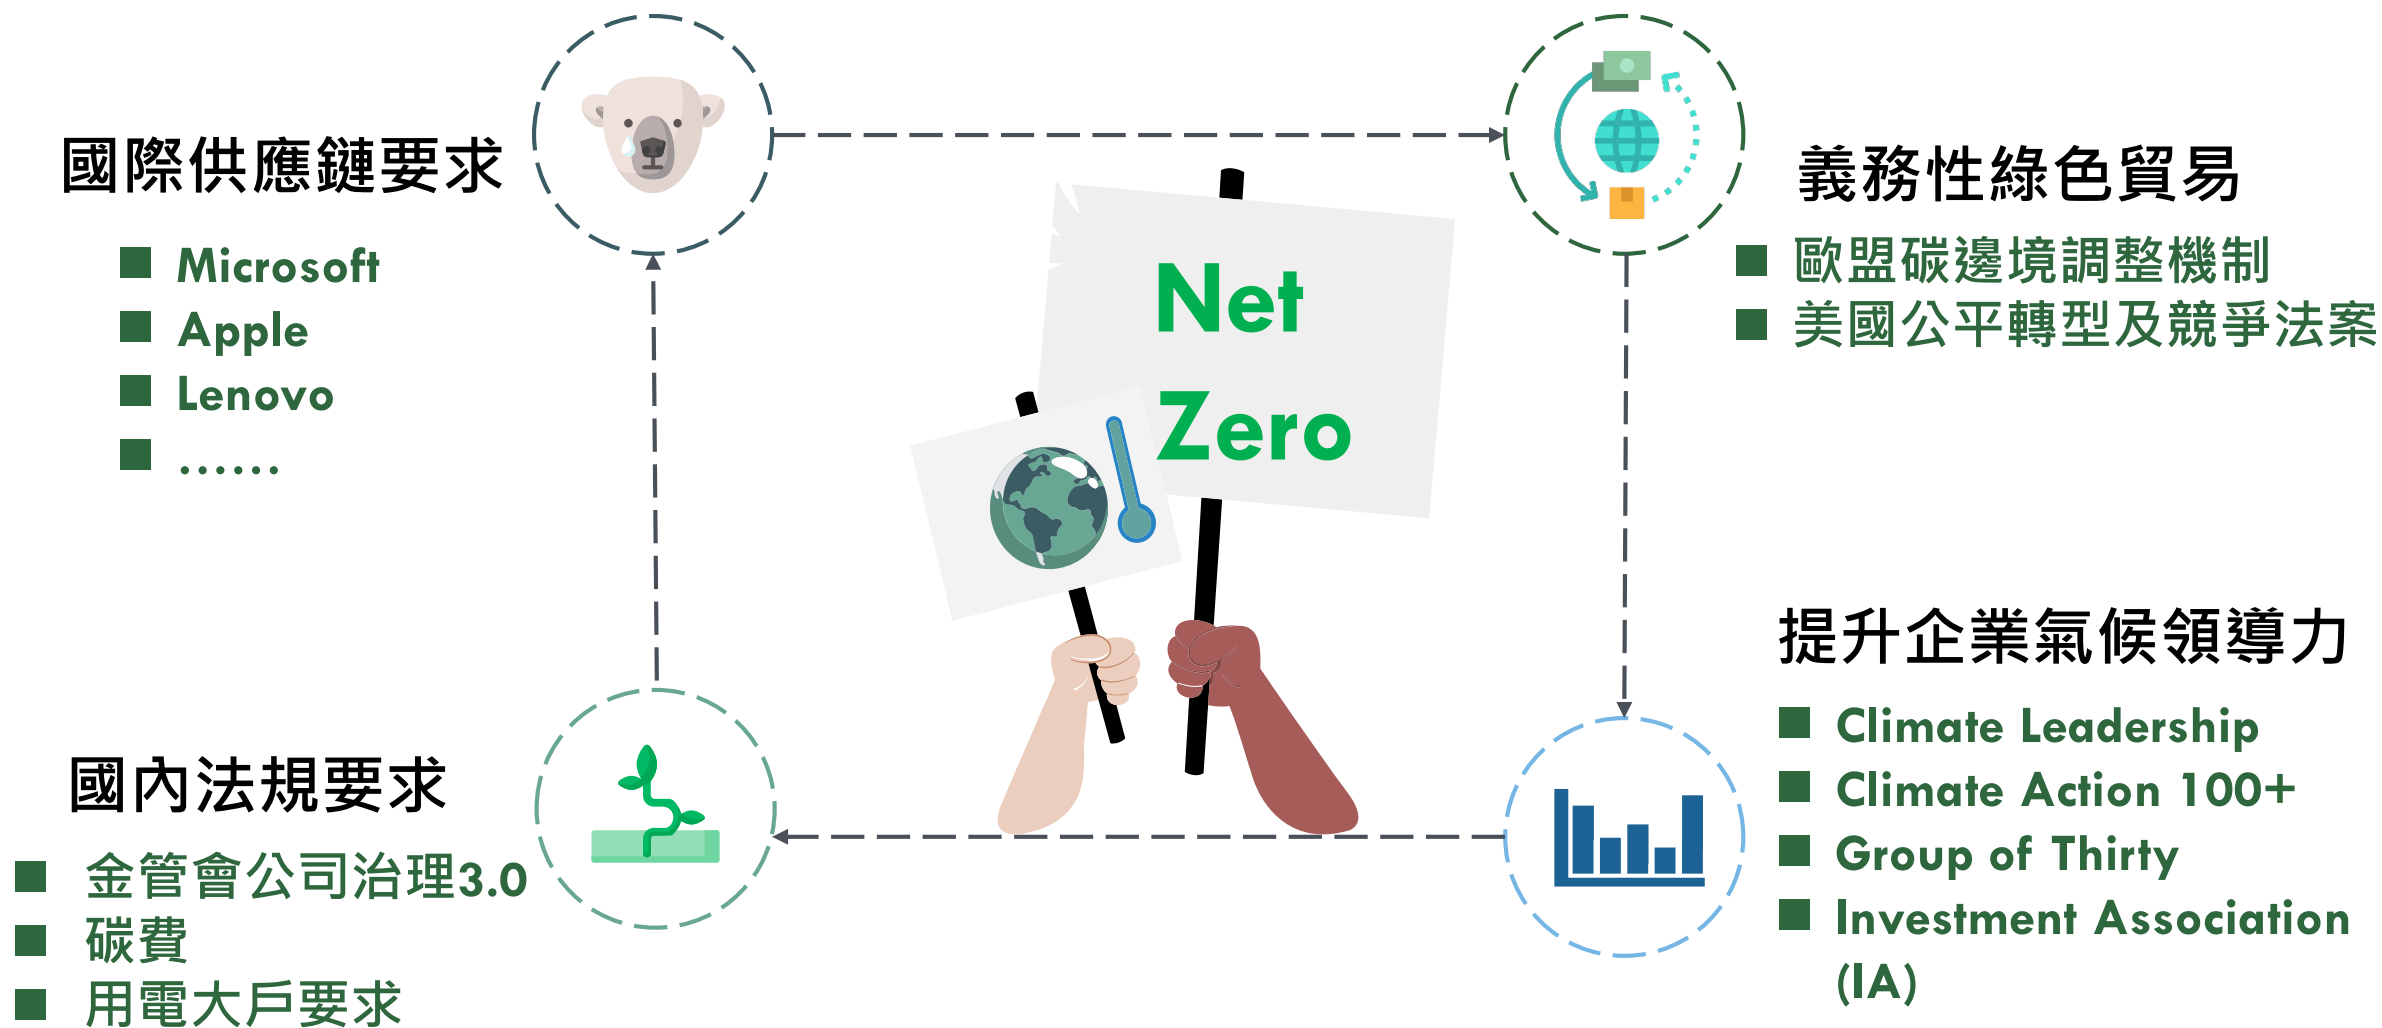 國際供應鏈要求
Microsoft
Apple
Lenovo
......
義務性綠色貿易
歐盟碳邊境調整機制
美國公平轉型及競爭法案
Net
Zero
國內法規要求
金管會公司治理3.0
碳費
用電大戶要求
提升企業氣候領導力
Climate Leadership
Climate Action 100+
Group of Thirty
Investment Association
(IA)